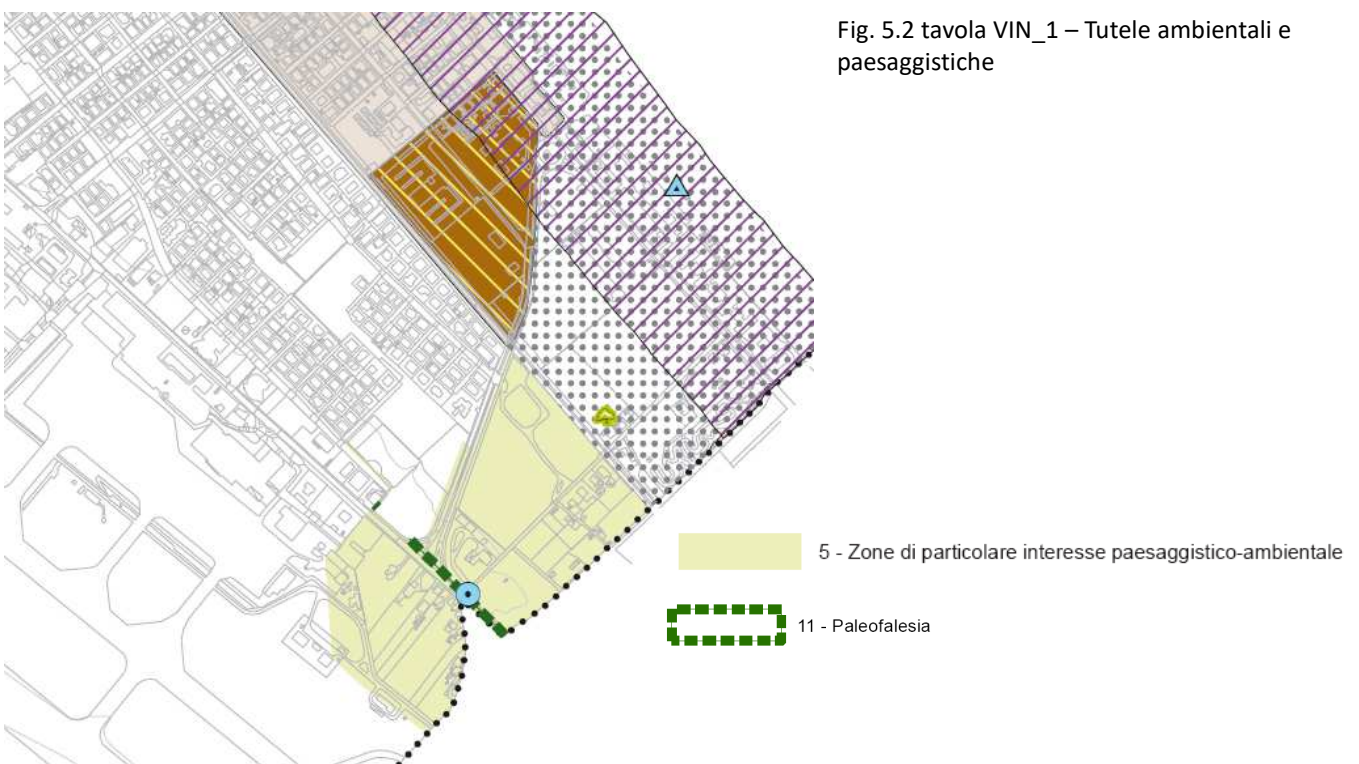 Fig. 5.2 tavola VIN_1 – Tutele ambientali e
paesaggistiche
5 - Zone di particolare interesse paesaggistico-ambientale
11 - Paleofalesia